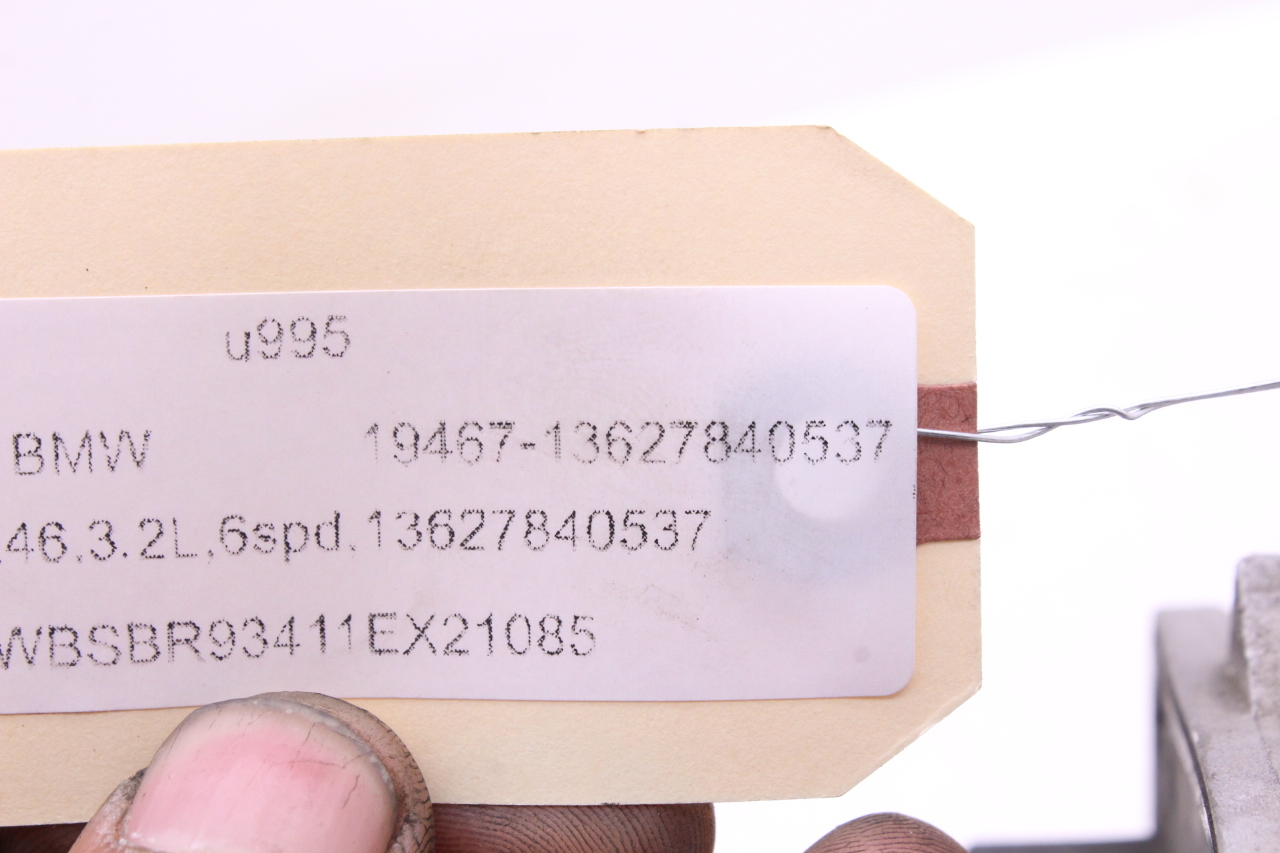 u995
BMW 19467-13627840537
46,3.2L,6spd,13627840537
WBSBR93411EX21085